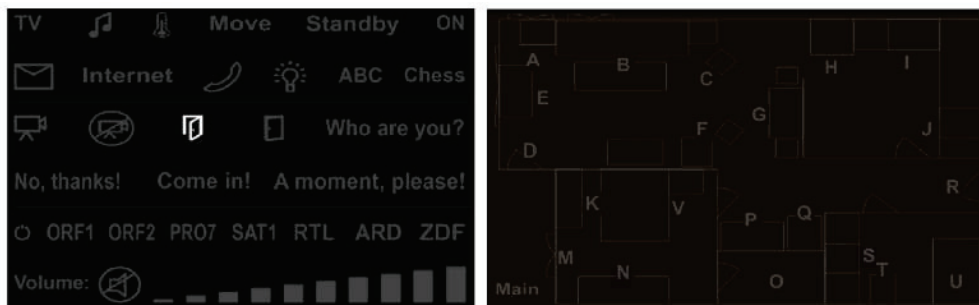 TV Move Standby ON
Internet ABC Chess
Who are you?
No, thanks! Come in! A moment, please!
ORF1 ORF2 PRO7 SAT1 RTL ARD ZDF
Volume:
A B C H I
E G
D F J
K V P Q R
M N O S T U
Main